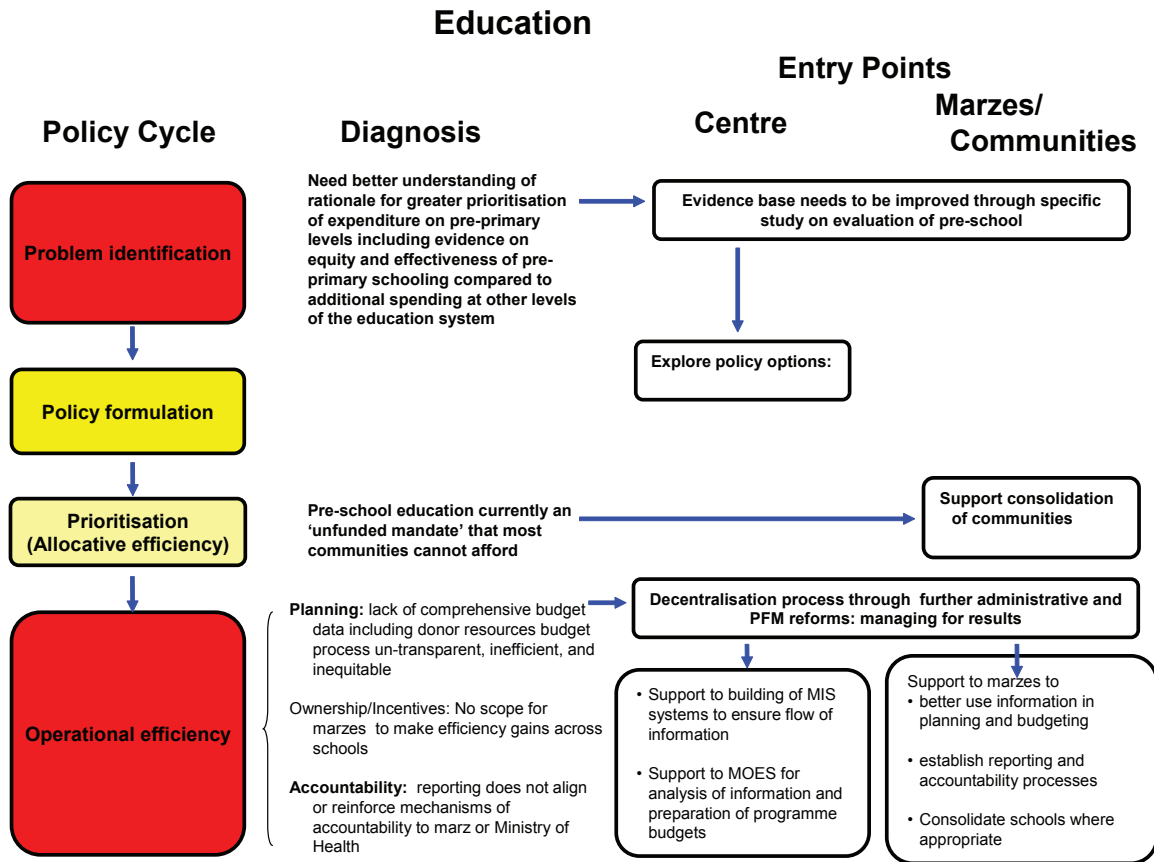 Education
Entry Points
Policy Cycle
Diagnosis
Centre
Marzes/
Communities
Problem identification
Need better understanding of
rationale for greater prioritisation
of expenditure on pre-primary
levels including evidence on
equity and effectiveness of pre-
primary schooling compared to
additional spending at other levels
of the education system
Evidence base needs to be improved through specific
study on evaluation of pre-school
Explore policy options:
Policy formulation
Prioritisation
(Allocative efficiency)
Pre-school education currently an
‘unfunded mandate’ that most
communities cannot afford
Support consolidation
of communities
Operational efficiency
Planning: lack of comprehensive budget
data including donor resources budget
process un-transparent, inefficient, and
inequitable
Ownership/Incentives: No scope for
marzes to make efficiency gains across
schools
Accountability: reporting does not align
or reinforce mechanisms of
accountability to marz or Ministry of
Health
Decentralisation process through further administrative and
PFM reforms: managing for results
• Support to building of MIS
systems to ensure flow of
information
• Support to MOES for
analysis of information and
preparation of programme
budgets
Support to marzes to
• better use information in
planning and budgeting
• establish reporting and
accountability processes
• Consolidate schools where
appropriate